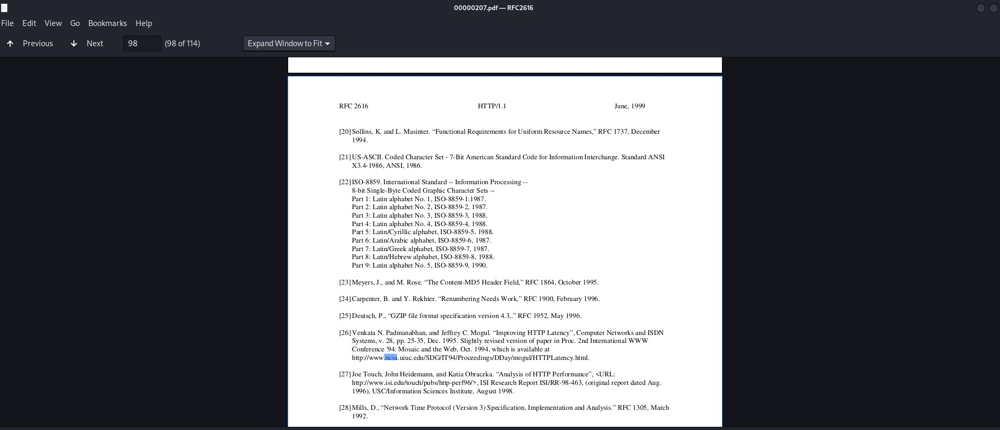 00000207.pdf — RFC2616
File Edit View Go Bookmarks Help
Previous Next 98 (98 of 114) Expand Window to Fit
RFC 2616 HTTP/1.1 June, 1999
[20] Sollins, K. and L. Masinter. “Functional Requirements for Uniform Resource Names,” RFC 1737, December
1994.
[21] US-ASCII. Coded Character Set - 7-Bit American Standard Code for Information Interchange. Standard ANSI
X3.4-1986, ANSI, 1986.
[22] ISO-8859. International Standard -- Information Processing --
8-bit Single-Byte Coded Graphic Character Sets --
Part 1: Latin alphabet No. 1, ISO-8859-1:1987.
Part 2: Latin alphabet No. 2, ISO-8859-2, 1987.
Part 3: Latin alphabet No. 3, ISO-8859-3, 1988.
Part 4: Latin alphabet No. 4, ISO-8859-4, 1988.
Part 5: Latin/Cyrillic alphabet, ISO-8859-5, 1988.
Part 6: Latin/Arabic alphabet, ISO-8859-6, 1987.
Part 7: Latin/Greek alphabet, ISO-8859-7, 1987.
Part 8: Latin/Hebrew alphabet, ISO-8859-8, 1988.
Part 9: Latin alphabet No. 5, ISO-8859-9, 1990.
[23] Meyers, J., and M. Rose. “The Content-MD5 Header Field,” RFC 1864, October 1995.
[24] Carpenter, B. and Y. Rekhter. “Renumbering Needs Work,” RFC 1900, February 1996.
[25] Deutsch, P., “GZIP file format specification version 4.3,.” RFC 1952, May 1996.
[26] Venkata N. Padmanabhan, and Jeffrey C. Mogul. “Improving HTTP Latency”, Computer Networks and ISDN
Systems, v. 28, pp. 25-35, Dec. 1995. Slightly revised version of paper in Proc. 2nd International WWW
Conference '94: Mosaic and the Web, Oct. 1994, which is available at
http://www.ncsa.uiuc.edu/SDG/IT94/Proceedings/DDay/mogul/HTTPLatency.html.
[27] Joe Touch, John Heidemann, and Katia Obraczka. “Analysis of HTTP Performance”, <URL:
http://www.isi.edu/touch/pubs/http-perf96/>, ISI Research Report ISI/RR-98-463, (original report dated Aug.
1996), USC/Information Sciences Institute, August 1998.
[28] Mills, D., “Network Time Protocol (Version 3) Specification, Implementation and Analysis.” RFC 1305, March
1992.